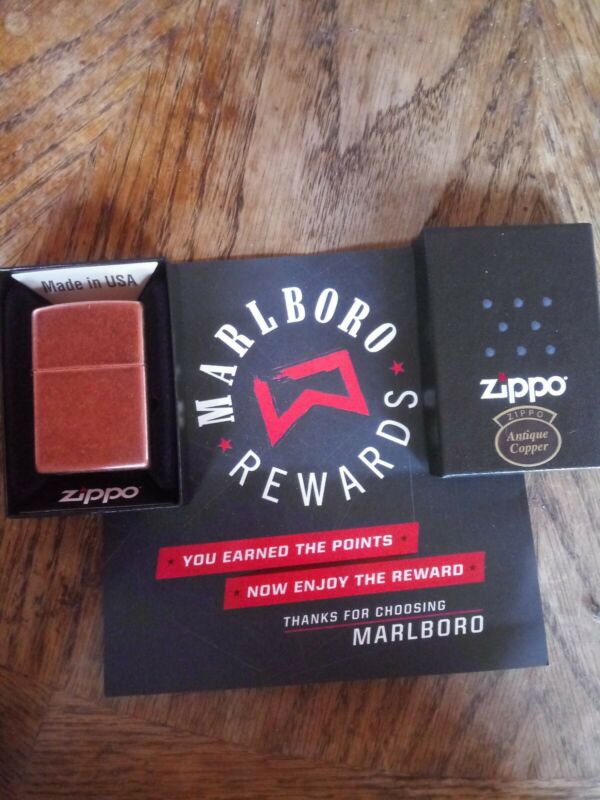 Made in USA
zippo
MARLBORO
REWARDS
YOU EARNED THE POINTS
NOW ENJOY THE REWARD
THANKS FOR CHOOSING
MARLBORO
zippo
ZIPPO
Antique
Copper